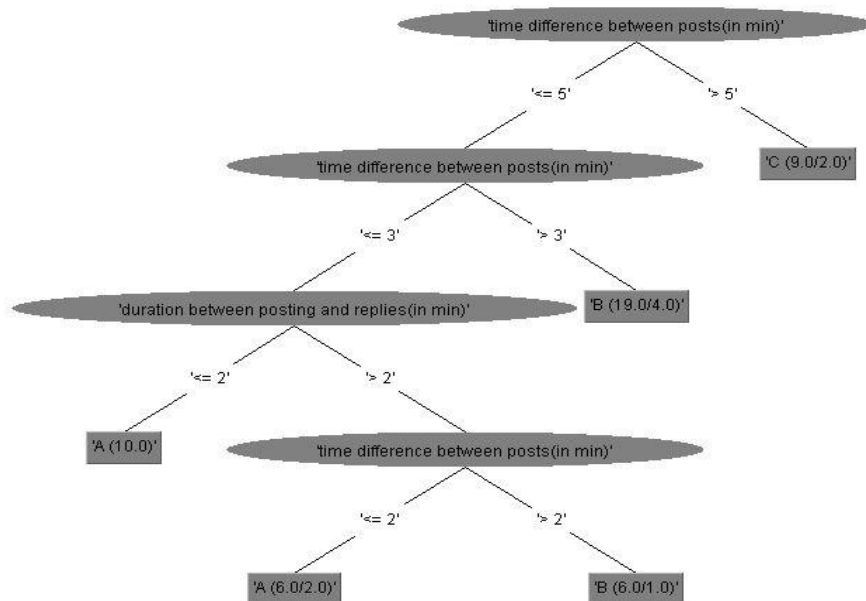 'time difference between posts(in min)'
'<= 5'
'> 5'
'time difference between posts(in min)'
'C (9.0/2.0)'
'<= 3'
'> 3'
'duration between posting and replies(in min)'
'B (19.0/4.0)'
'<= 2'
'> 2'
'A (10.0)'
'time difference between posts(in min)'
'<= 2'
'> 2'
'A (6.0/2.0)'
'B (6.0/1.0)'